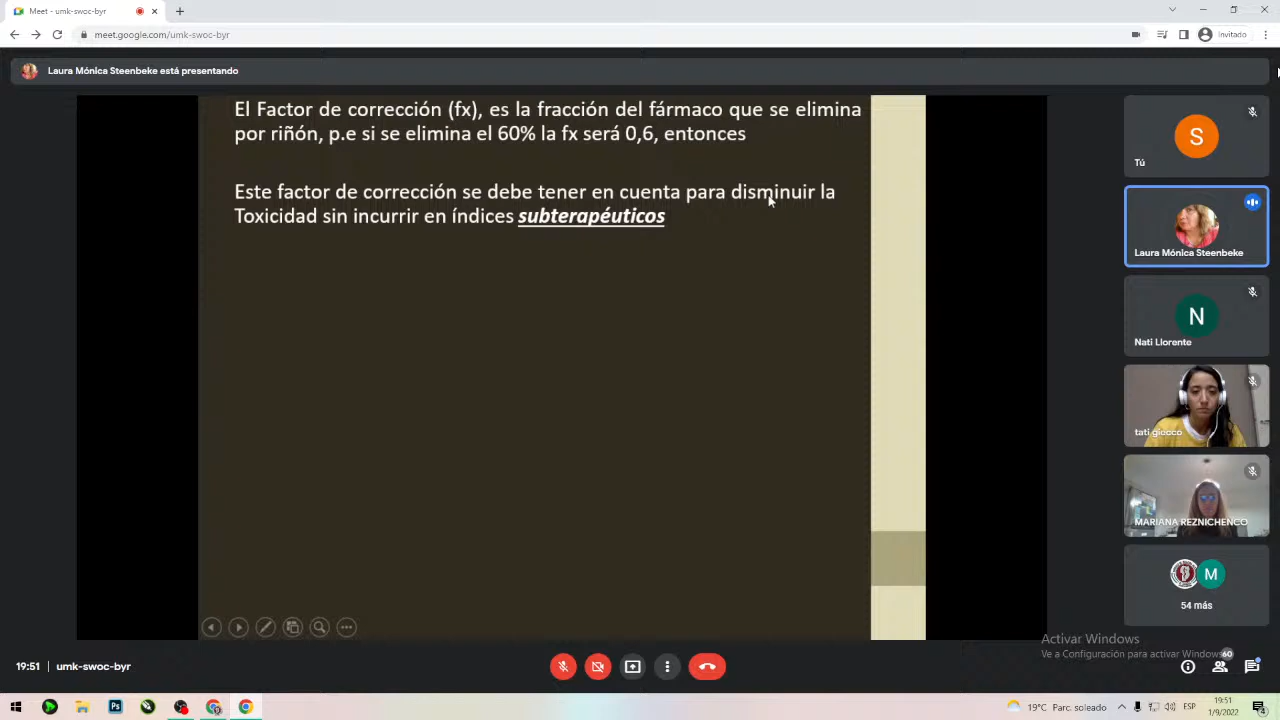 Meet - umk-swoc-byr
meet.google.com/umk-swoc-byr
Invitado
Laura Mónica Steenbeke está presentando
El Factor de corrección (fx), es la fracción del fármaco que se elimina
por riñón, p.e si se elimina el 60% la fx será 0,6, entonces
Este factor de corrección se debe tener en cuenta para disminuir la
Toxicidad sin incurrir en índices subterapéuticos
S
Tú
Laura Mónica Steenbeke
N
Nati Llorente
tati giecco
MARIANA REZNICHENCO
M
54 más
Activar Windows
Ve a Configuración para activar Windows.
19:51
umk-swoc-byr
60
Ps
19°C Parc. soleado
ESP
19:51
1/9/2022
4